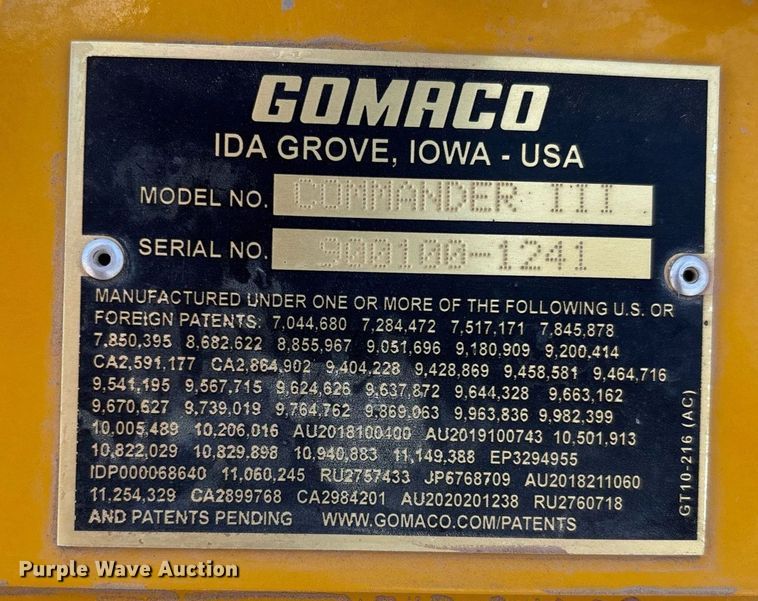 GOMACO
IDA GROVE, IOWA - USA
MODEL NO. COMMANDER III
SERIAL NO. 900100-1241
MANUFACTURED UNDER ONE OR MORE OF THE FOLLOWING U.S. OR
FOREIGN PATENTS: 7,044,680 7,284,472 7,517,171 7,845,878
7,850,395 8,682,622 8,855,967 9,051,696 9,180,909 9,200,414
CA2,591,177 CA2,864,902 9,404,228 9,428,869 9,458,581 9,464,716
9,541,195 9,567,715 9,624,626 9,637,872 9,644,328 9,663,162
9,670,627 9,739,019 9,764,762 9,869,063 9,963,836 9,982,399
10,005,489 10,206,016 AU2018100400 AU2019100743 10,501,913
10,822,029 10,829,898 10,940,883 11,149,388 EP3294955
IDP000068640 11,060,245 RU2757433 JP6768709 AU2018211060
11,254,329 CA2899768 CA2984201 AU2020201238 RU2760718
AND PATENTS PENDING WWW.GOMACO.COM/PATENTS
GT10-216 (AC)
Purple Wave Auction